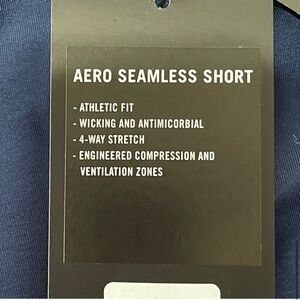 AERO SEAMLESS SHORT
- ATHLETIC FIT
- WICKING AND ANTIMICORBIAL
- 4-WAY STRETCH
- ENGINEERED COMPRESSION AND
VENTILATION ZONES